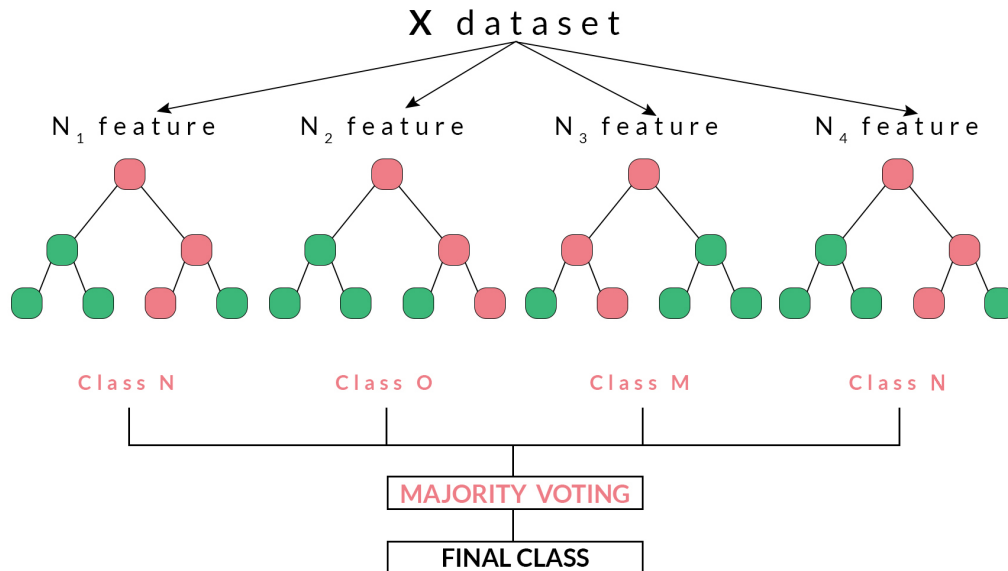 X dataset
N1 feature N2 feature N3 feature N4 feature
Class N Class O Class M Class N
MAJORITY VOTING
FINAL CLASS